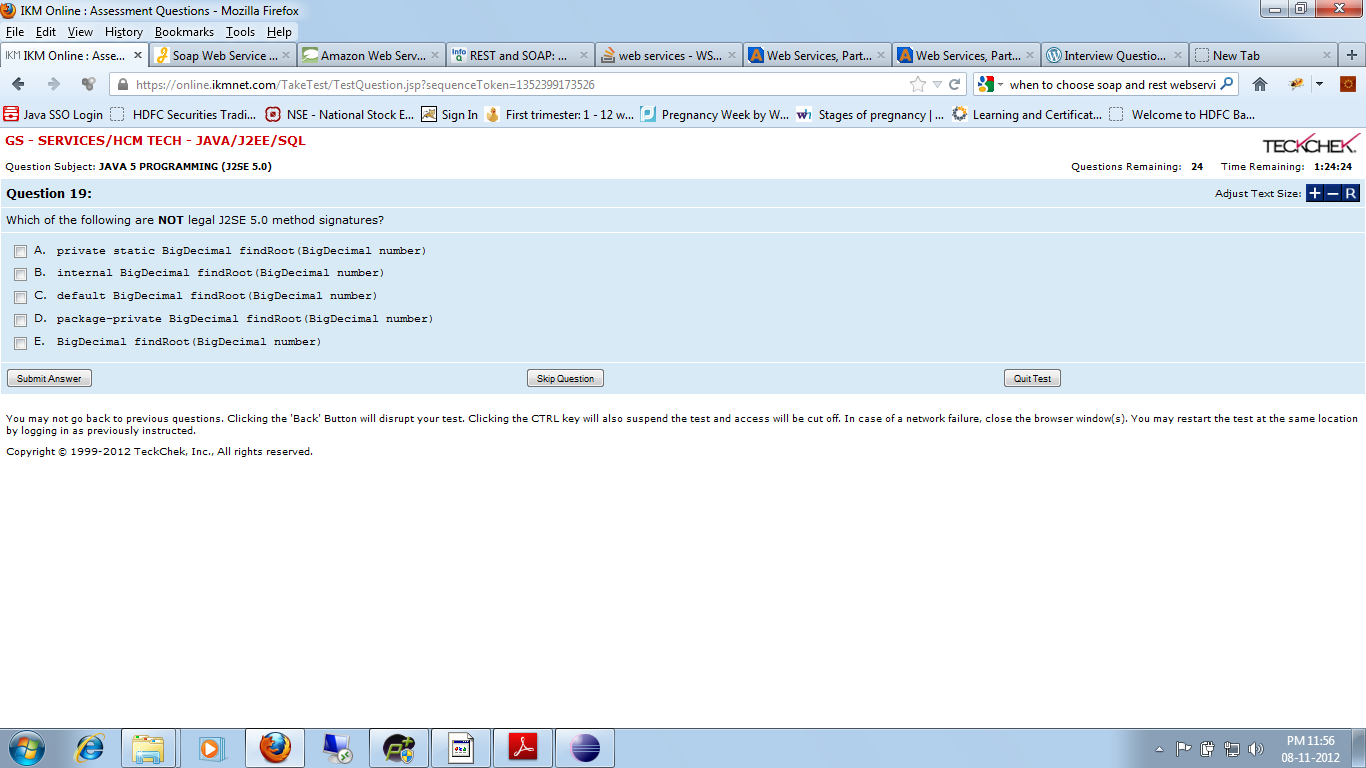 IKM Online : Assessment Questions - Mozilla Firefox
File Edit View History Bookmarks Tools Help
IKM IKM Online : Asse... Soap Web Service ... Amazon Web Serv... REST and SOAP: ... web services - WS... Web Services, Part... Web Services, Part... Interview Questio... New Tab
https://online.ikmnet.com/TakeTest/TestQuestion.jsp?sequenceToken=1352399173526 when to choose soap and rest webservi
Java SSO Login HDFC Securities Tradi... NSE - National Stock E... Sign In First trimester: 1 - 12 w... Pregnancy Week by W... Stages of pregnancy | ... Learning and Certificat... Welcome to HDFC Ba...
GS - SERVICES/HCM TECH - JAVA/J2EE/SQL TECKCHEK
Question Subject: JAVA 5 PROGRAMMING (J2SE 5.0) Questions Remaining: 24 Time Remaining: 1:24:24
Question 19: Adjust Text Size: + − R
Which of the following are NOT legal J2SE 5.0 method signatures?
A. private static BigDecimal findRoot(BigDecimal number)
B. internal BigDecimal findRoot(BigDecimal number)
C. default BigDecimal findRoot(BigDecimal number)
D. package-private BigDecimal findRoot(BigDecimal number)
E. BigDecimal findRoot(BigDecimal number)
Submit Answer Skip Question Quit Test
You may not go back to previous questions. Clicking the 'Back' Button will disrupt your test. Clicking the CTRL key will also suspend the test and access will be cut off. In case of a network failure, close the browser window(s). You may restart the test at the same location
by logging in as previously instructed.
Copyright © 1999-2012 TeckChek, Inc., All rights reserved.
PM 11:56
08-11-2012